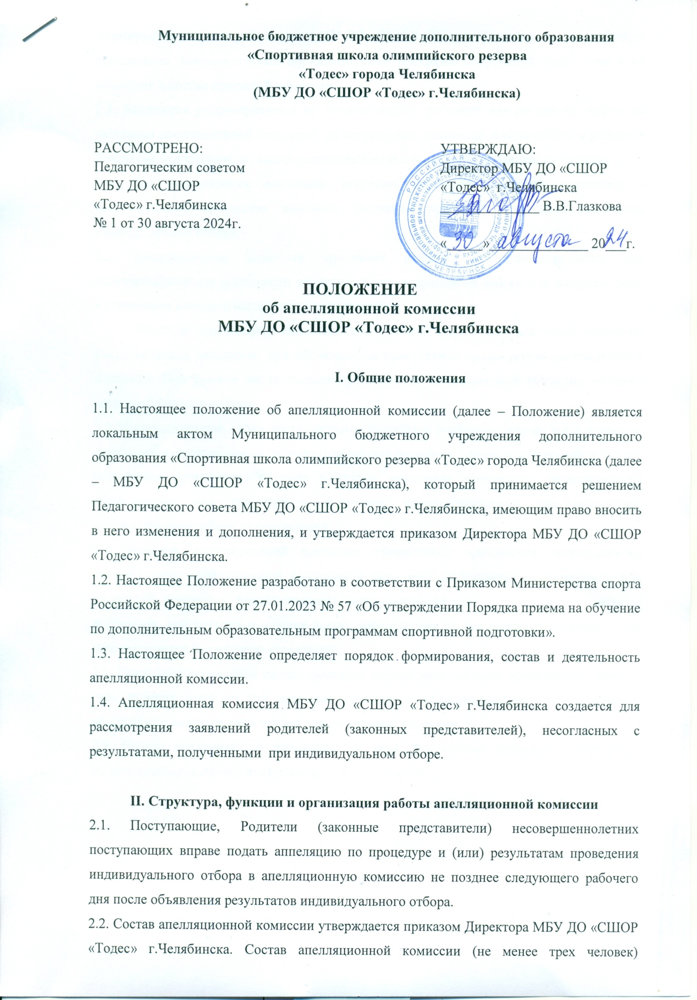 Муниципальное бюджетное учреждение дополнительного образования
«Спортивная школа олимпийского резерва
«Тодес» города Челябинска
(МБУ ДО «СШОР «Тодес» г.Челябинска)
РАССМОТРЕНО:
Педагогическим советом
МБУ ДО «СШОР
«Тодес» г.Челябинска
№ 1 от 30 августа 2024г.
УТВЕРЖДАЮ:
Директор МБУ ДО «СШОР
«Тодес» г.Челябинска
В.В.Глазкова
«30» августа 2024г.
РОССИЙСКАЯ ФЕДЕРАЦИЯ
г. ЧЕЛЯБИНСК
Муниципальное бюджетное учреждение дополнительного образования
ПОЛОЖЕНИЕ
об апелляционной комиссии
МБУ ДО «СШОР «Тодес» г.Челябинска
I. Общие положения
1.1. Настоящее положение об апелляционной комиссии (далее – Положение) является
локальным актом Муниципального бюджетного учреждения дополнительного
образования «Спортивная школа олимпийского резерва «Тодес» города Челябинска (далее
– МБУ ДО «СШОР «Тодес» г.Челябинска), который принимается решением
Педагогического совета МБУ ДО «СШОР «Тодес» г.Челябинска, имеющим право вносить
в него изменения и дополнения, и утверждается приказом Директора МБУ ДО «СШОР
«Тодес» г.Челябинска.
1.2. Настоящее Положение разработано в соответствии с Приказом Министерства спорта
Российской Федерации от 27.01.2023 № 57 «Об утверждении Порядка приема на обучение
по дополнительным образовательным программам спортивной подготовки».
1.3. Настоящее Положение определяет порядок формирования, состав и деятельность
апелляционной комиссии.
1.4. Апелляционная комиссия МБУ ДО «СШОР «Тодес» г.Челябинска создается для
рассмотрения заявлений родителей (законных представителей), несогласных с
результатами, полученными при индивидуальном отборе.
II. Структура, функции и организация работы апелляционной комиссии
2.1. Поступающие, Родители (законные представители) несовершеннолетних
поступающих вправе подать аппеляцию по процедуре и (или) результатам проведения
индивидуального отбора в апелляционную комиссию не позднее следующего рабочего
дня после объявления результатов индивидуального отбора.
2.2. Состав апелляционной комиссии утверждается приказом Директора МБУ ДО «СШОР
«Тодес» г.Челябинска. Состав апелляционной комиссии (не менее трех человек)